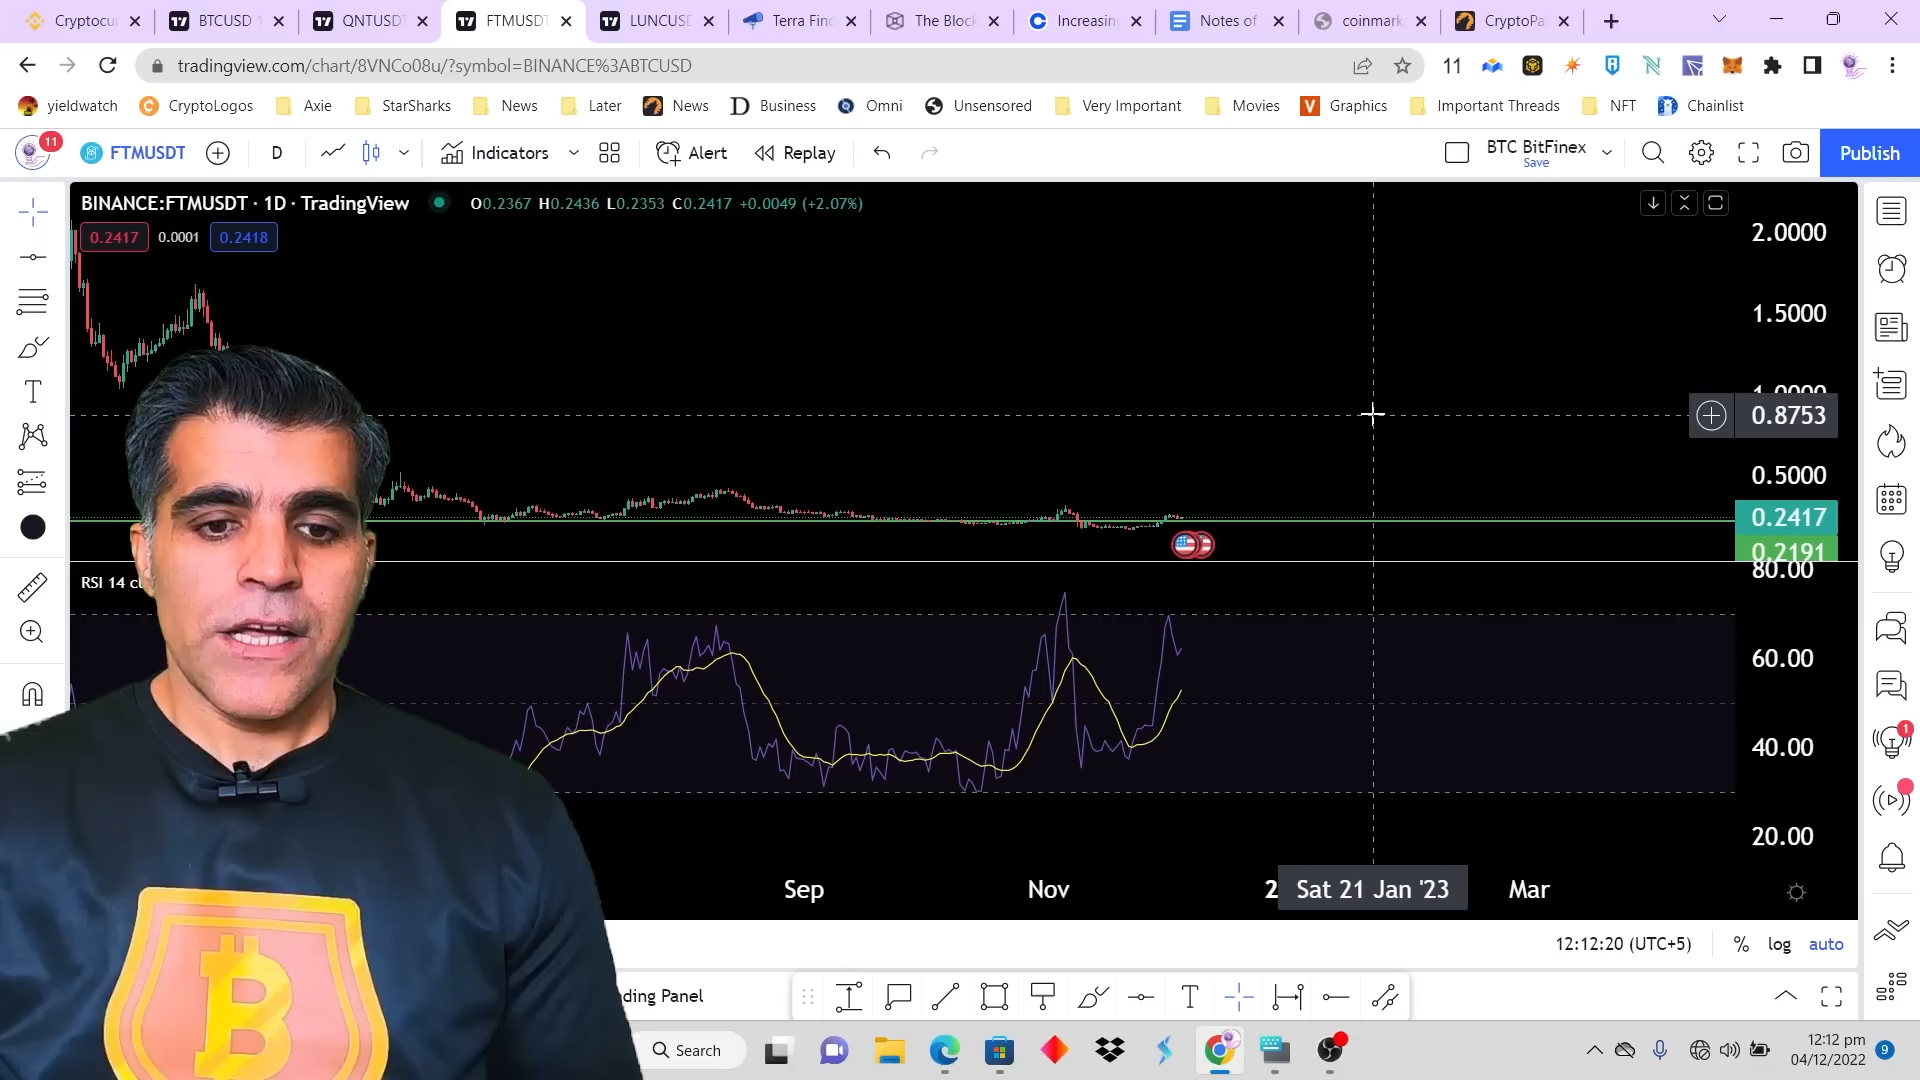 Cryptocu
BTCUSD
QNTUSD
FTMUSDT
LUNCUSD
Terra Fin
The Bloc
Increasin
Notes of
coinmark
CryptoPa
tradingview.com/chart/8VNCo08u/?symbol=BINANCE%3ABTCUSD
11
yieldwatch
CryptoLogos
Axie
StarSharks
News
Later
News
Business
Omni
Unsensored
Very Important
Movies
Graphics
Important Threads
NFT
Chainlist
11
FTMUSDT
D
Indicators
Alert
Replay
BTC BitFinex
Save
Publish
BINANCE:FTMUSDT · 1D · TradingView
O0.2367 H0.2436 L0.2353 C0.2417 +0.0049 (+2.07%)
0.2417
0.0001
0.2418
2.0000
1.5000
1.0000
0.8753
0.5000
0.2417
0.2191
80.00
RSI 14
60.00
40.00
20.00
Sep
Nov
2
Sat 21 Jan '23
Mar
1
12:12:20 (UTC+5)
%
log
auto
ding Panel
Search
12:12 pm
04/12/2022
9